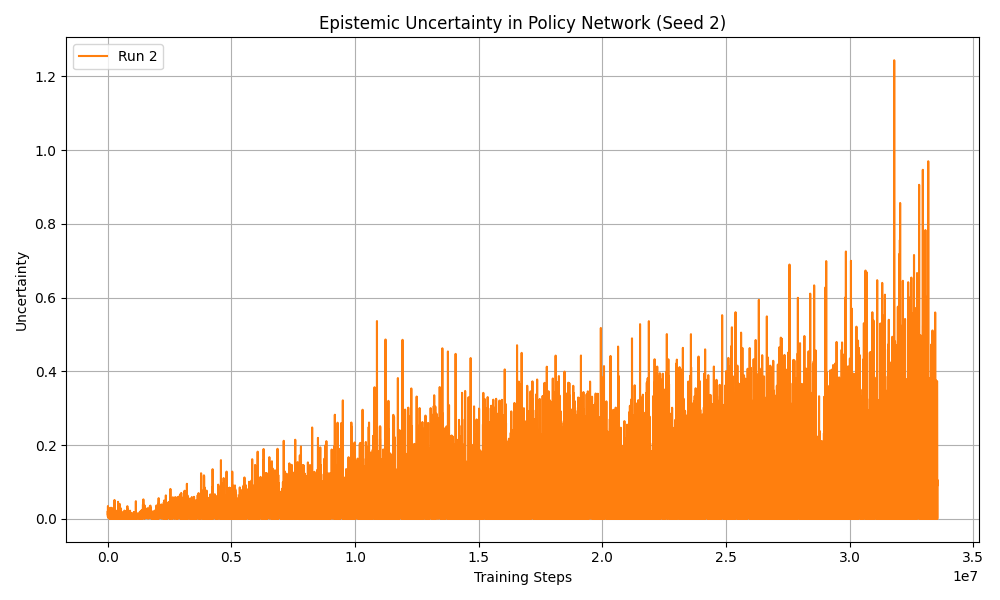 Epistemic Uncertainty in Policy Network (Seed 2)
Run 2
Uncertainty
1.2
1.0
0.8
0.6
0.4
0.2
0.0
0.0 0.5 1.0 1.5 2.0 2.5 3.0 3.5
1e7
Training Steps